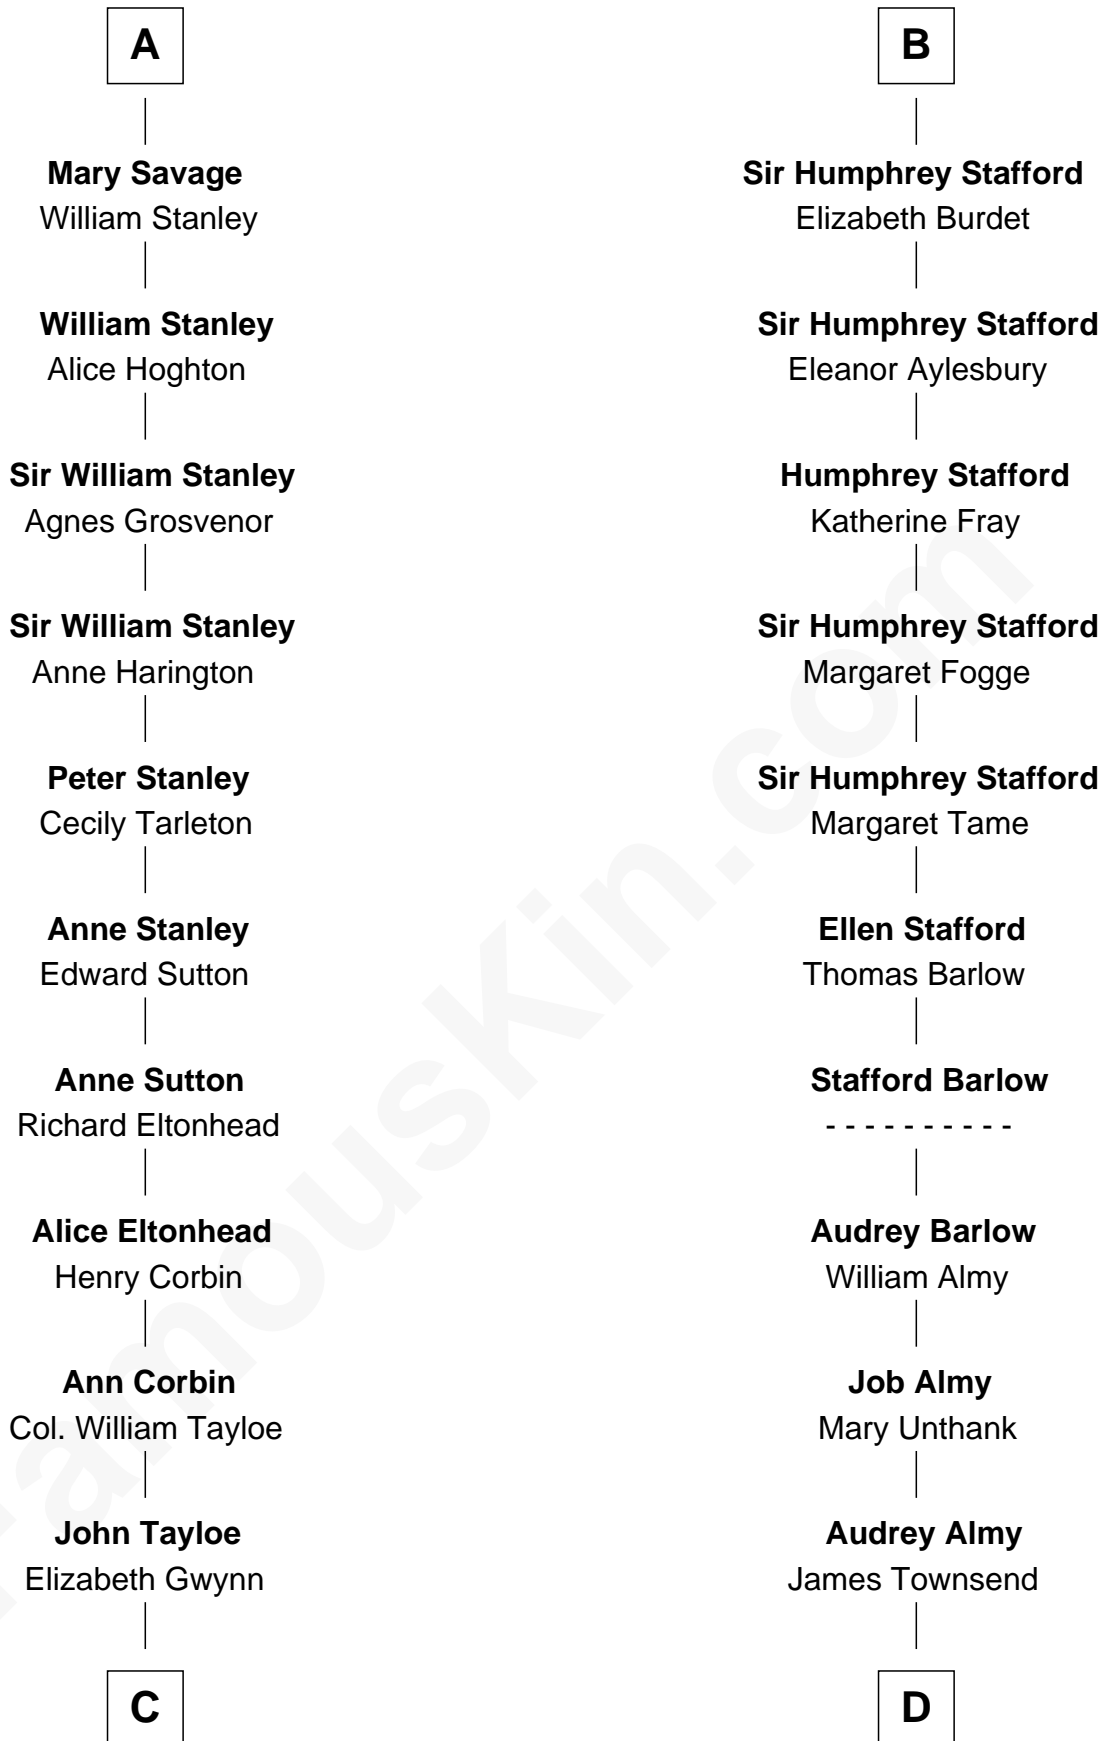 A
Mary Savage
William Stanley
William Stanley
Alice Hoghton
Sir William Stanley
Agnes Grosvenor
Sir William Stanley
Anne Harington
Peter Stanley
Cecily Tarleton
Anne Stanley
Edward Sutton
Anne Sutton
Richard Eltonhead
Alice Eltonhead
Henry Corbin
Ann Corbin
Col. William Tayloe
John Tayloe
Elizabeth Gwynn
C
B
Sir Humphrey Stafford
Elizabeth Burdet
Sir Humphrey Stafford
Eleanor Aylesbury
Humphrey Stafford
Katherine Fray
Sir Humphrey Stafford
Margaret Fogge
Sir Humphrey Stafford
Margaret Tame
Ellen Stafford
Thomas Barlow
Stafford Barlow
- - - - - - - - - -
Audrey Barlow
William Almy
Job Almy
Mary Unthank
Audrey Almy
James Townsend
D
FamousKin.com